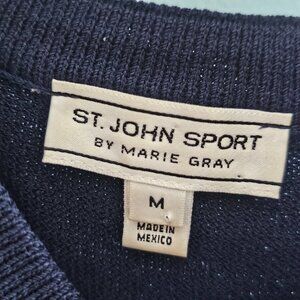 ST. JOHN SPORT
BY MARIE GRAY
M
MADE IN
MEXICO